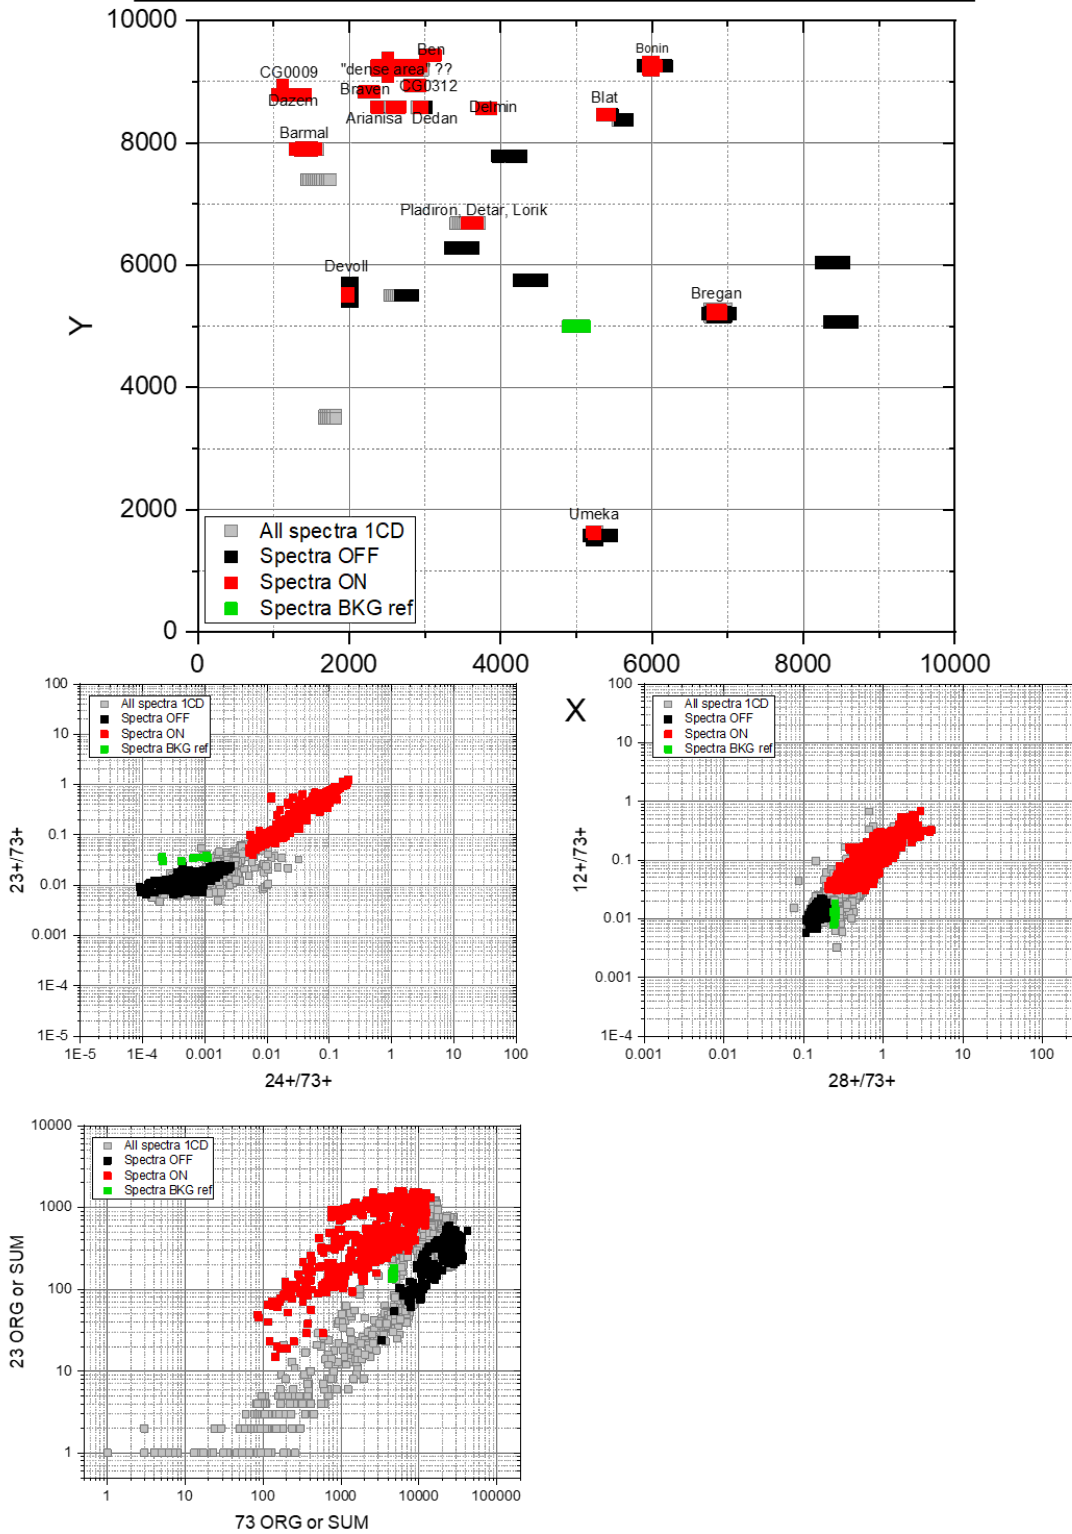 10000
8000
6000
4000
2000
0
Y
Ben
Bonin
CG0009
"dense area" ??
Dazem
Braven
CG0312
Blat
Arianisa
Dedan
Delmin
Barmal
Pladiron, Detar, Lorik
Devoll
Bregan
Umeka
All spectra 1CD
Spectra OFF
Spectra ON
Spectra BKG ref
0 2000 4000 6000 8000 10000
X
100
10
1
0.1
0.01
0.001
1E-4
1E-5
23+/73+
All spectra 1CD
Spectra OFF
Spectra ON
Spectra BKG ref
1E-5 1E-4 0.001 0.01 0.1 1 10 100
24+/73+
100
10
1
0.1
0.01
0.001
1E-4
12+/73+
All spectra 1CD
Spectra OFF
Spectra ON
Spectra BKG ref
0.001 0.01 0.1 1 10 100
28+/73+
10000
1000
100
10
1
23 ORG or SUM
All spectra 1CD
Spectra OFF
Spectra ON
Spectra BKG ref
1 10 100 1000 10000 100000
73 ORG or SUM